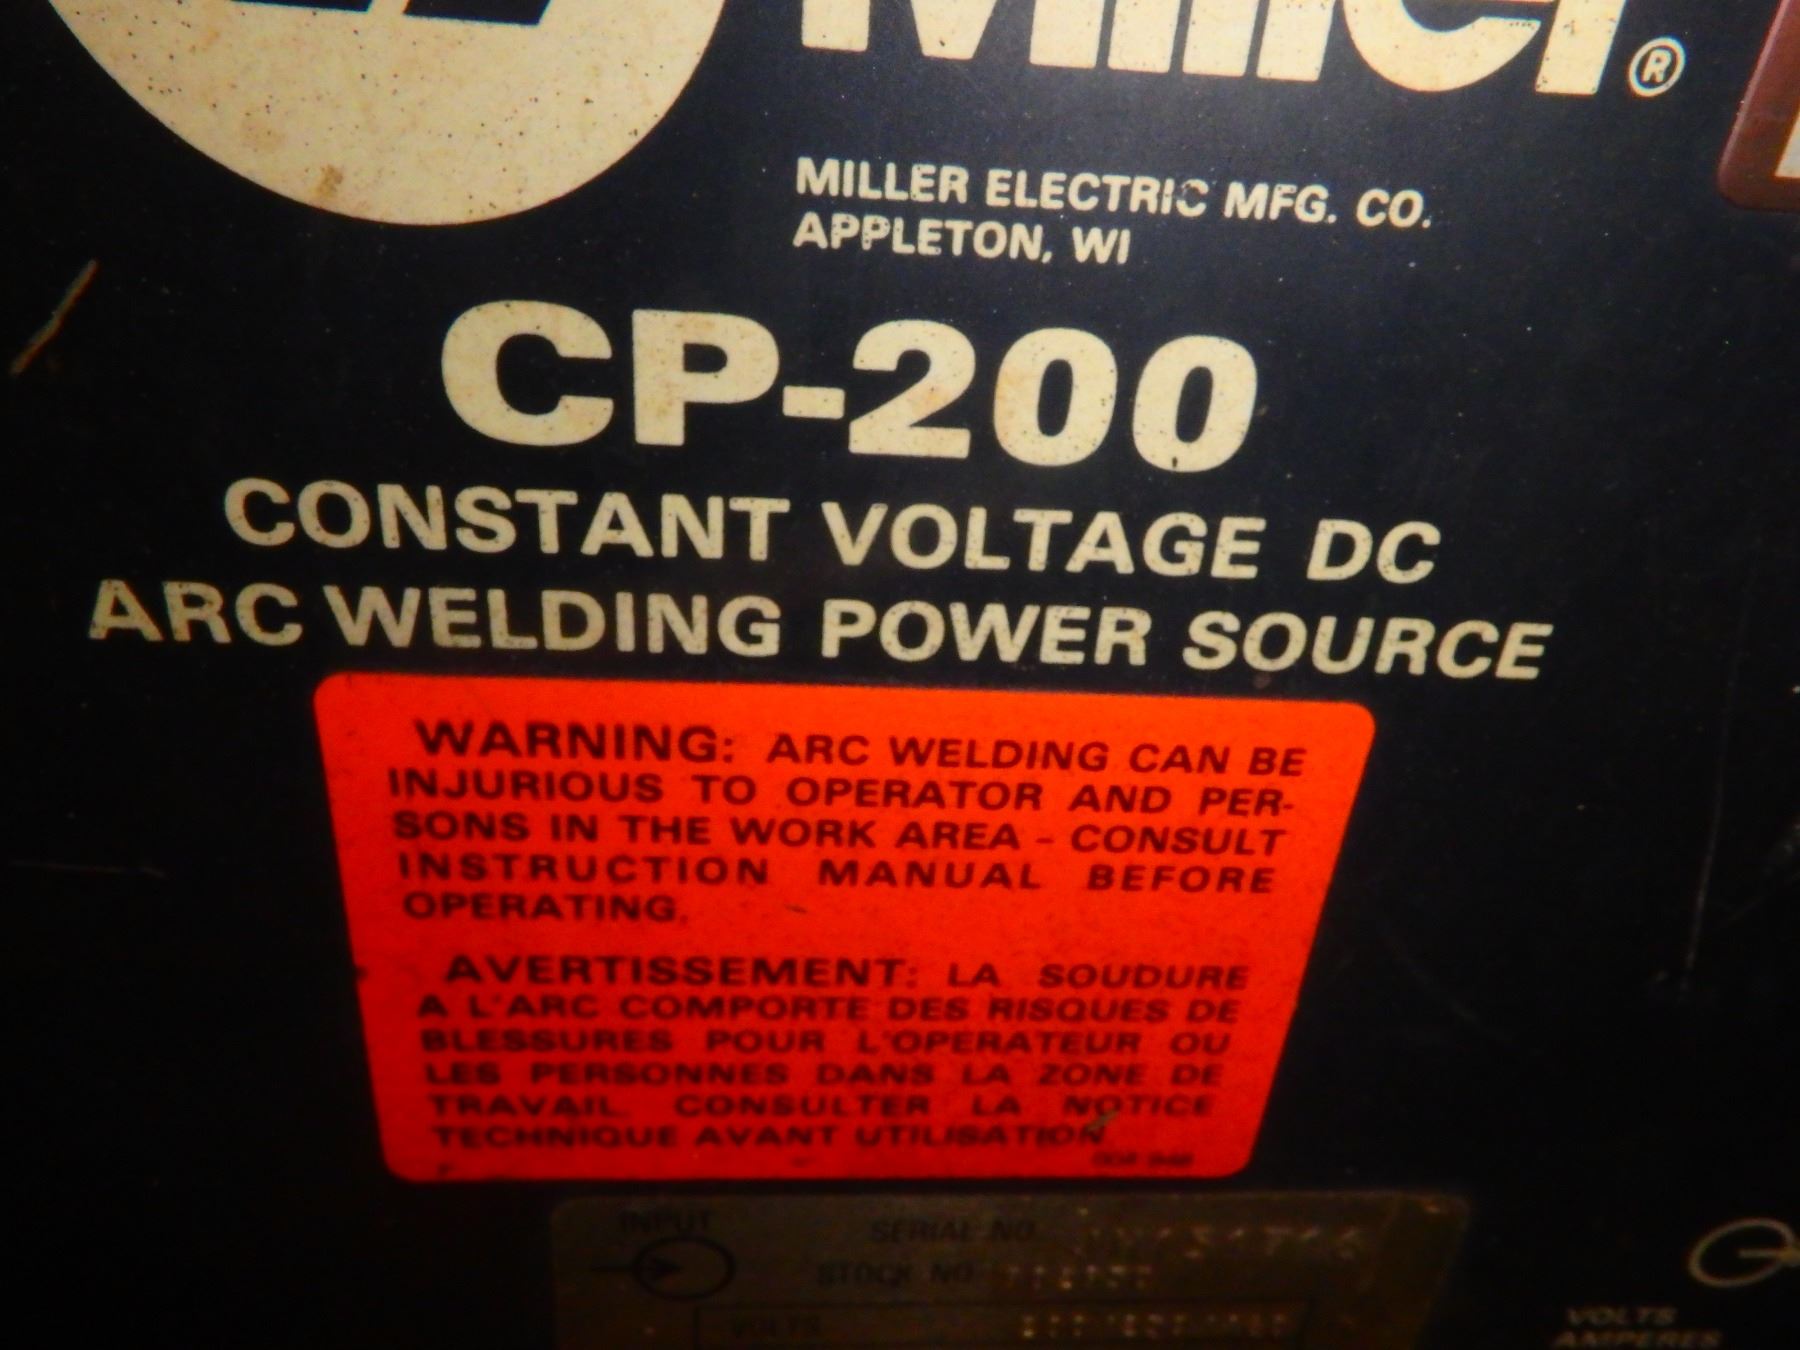 Miller®
MILLER ELECTRIC MFG. CO.
APPLETON, WI
CP-200
CONSTANT VOLTAGE DC
ARC WELDING POWER SOURCE
WARNING: ARC WELDING CAN BE
INJURIOUS TO OPERATOR AND PER-
SONS IN THE WORK AREA - CONSULT
INSTRUCTION MANUAL BEFORE
OPERATING.
AVERTISSEMENT: LA SOUDURE
A L'ARC COMPORTE DES RISQUES DE
BLESSURES POUR L'OPERATEUR OU
LES PERSONNES DANS LA ZONE DE
TRAVAIL. CONSULTER LA NOTICE
TECHNIQUE AVANT UTILISATION
INPUT
SERIAL NO.
STOCK NO.
VOLTS
VOLTS
AMPERES